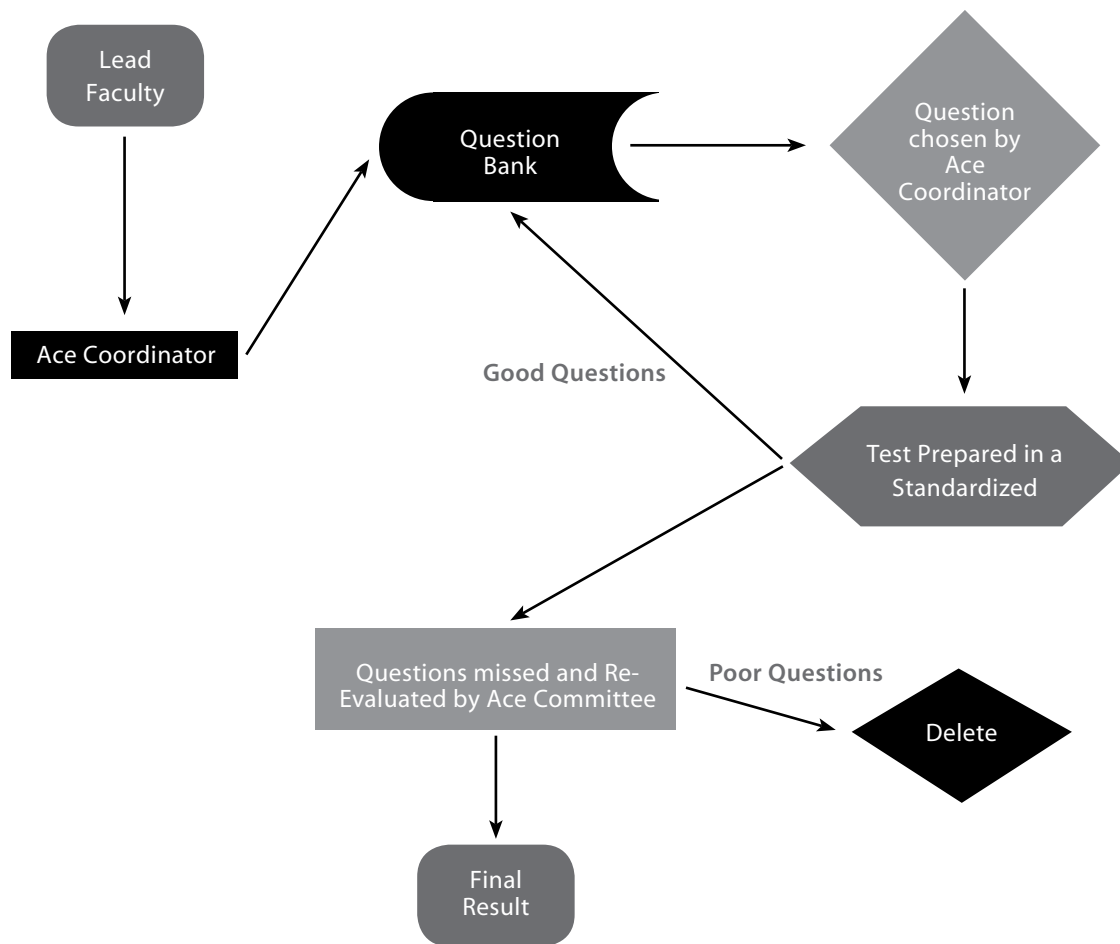 Lead
Faculty
Question
Bank
Question
chosen by
Ace
Coordinator
Ace Coordinator
Good Questions
Test Prepared in a
Standardized
Questions missed and Re-
Evaluated by Ace Committee
Poor Questions
Delete
Final
Result